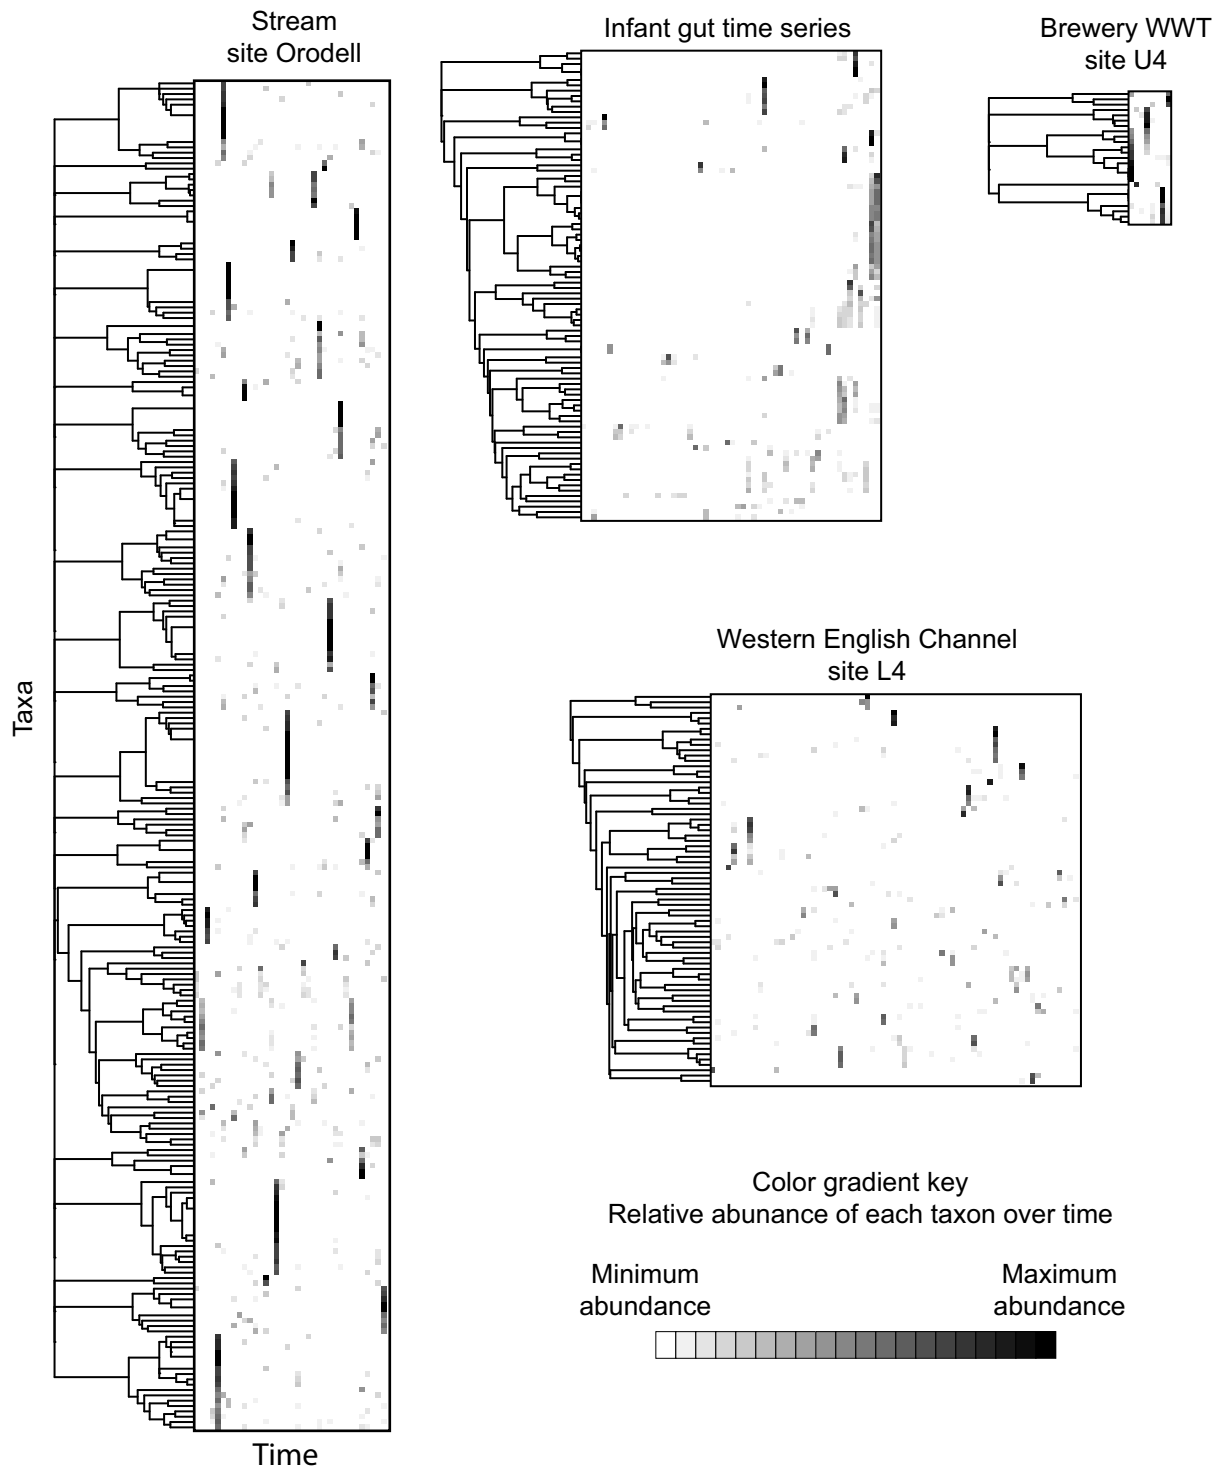 Stream
site Orodell
Infant gut time series
Brewery WWT
site U4
Taxa
Western English Channel
site L4
Color gradient key
Relative abunance of each taxon over time
Minimum
abundance
Maximum
abundance
Time